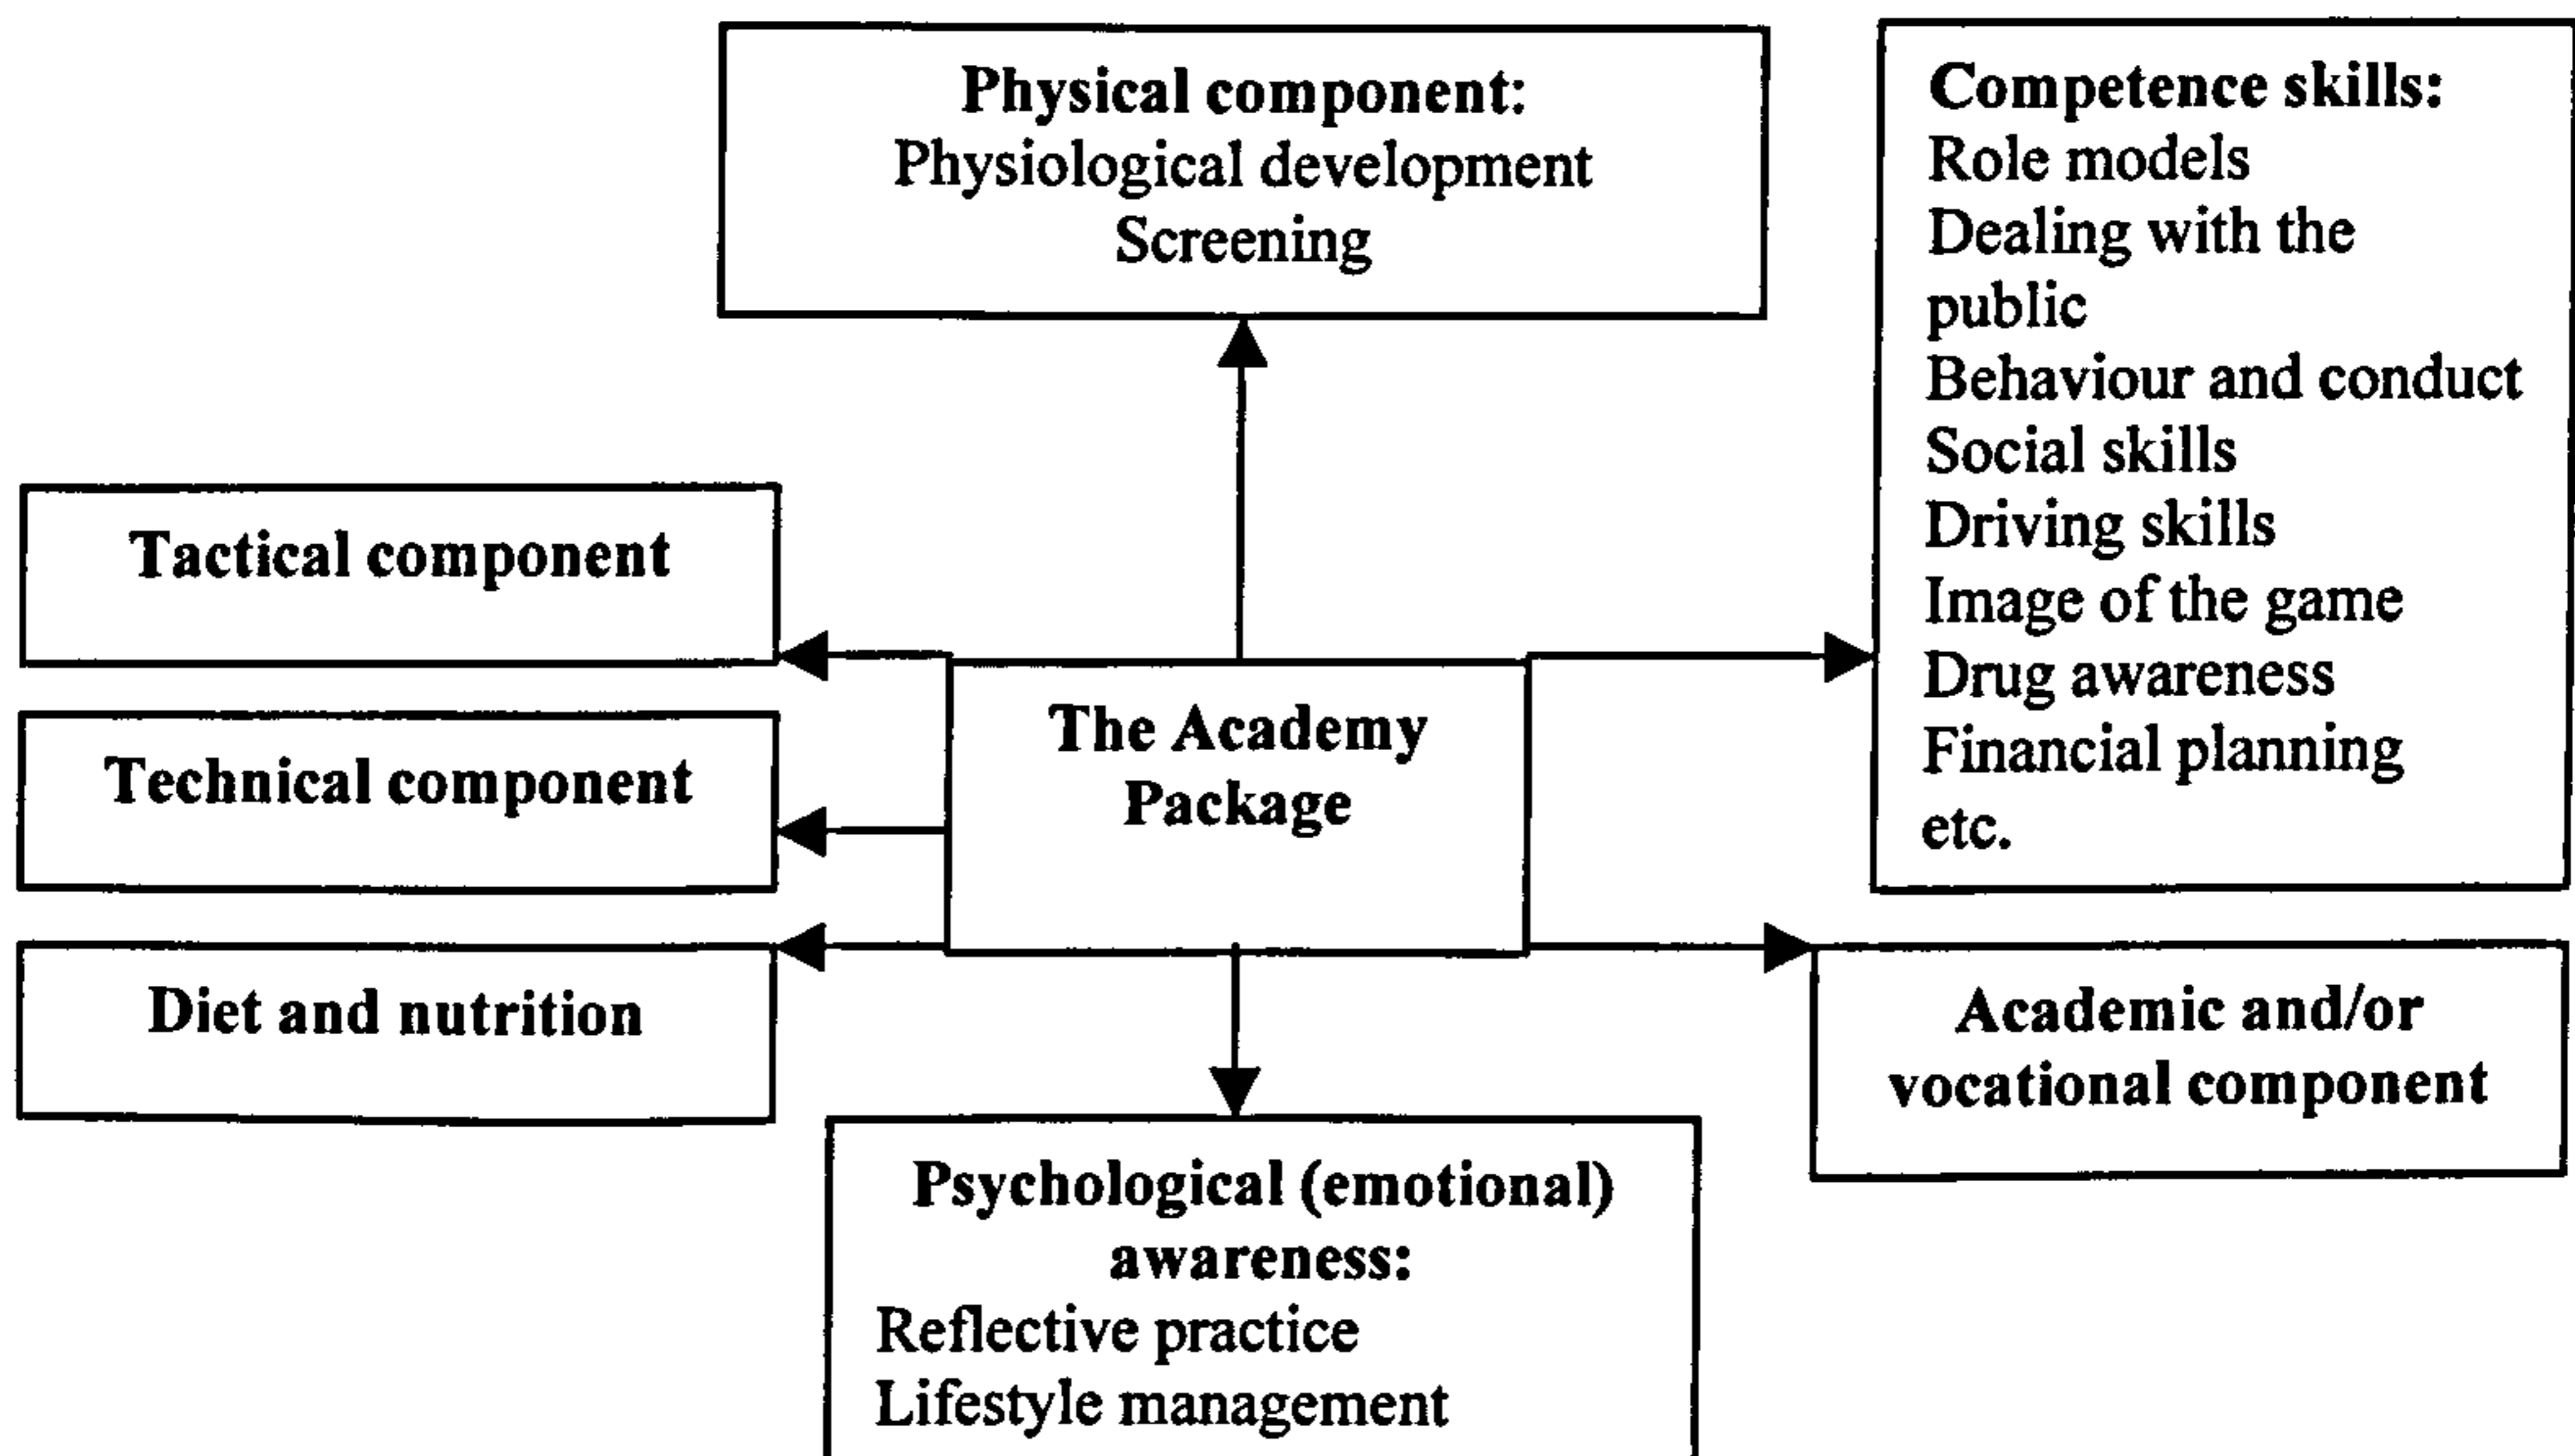 Physical component:
Physiological development
Screening
Competence skills:
Role models
Dealing with the
public
Behaviour and conduct
Social skills
Driving skills
Image of the game
Drug awareness
Financial planning
etc.
Tactical component
Technical component
Diet and nutrition
The Academy
Package
Academic and/or
vocational component
Psychological (emotional)
awareness:
Reflective practice
Lifestyle management